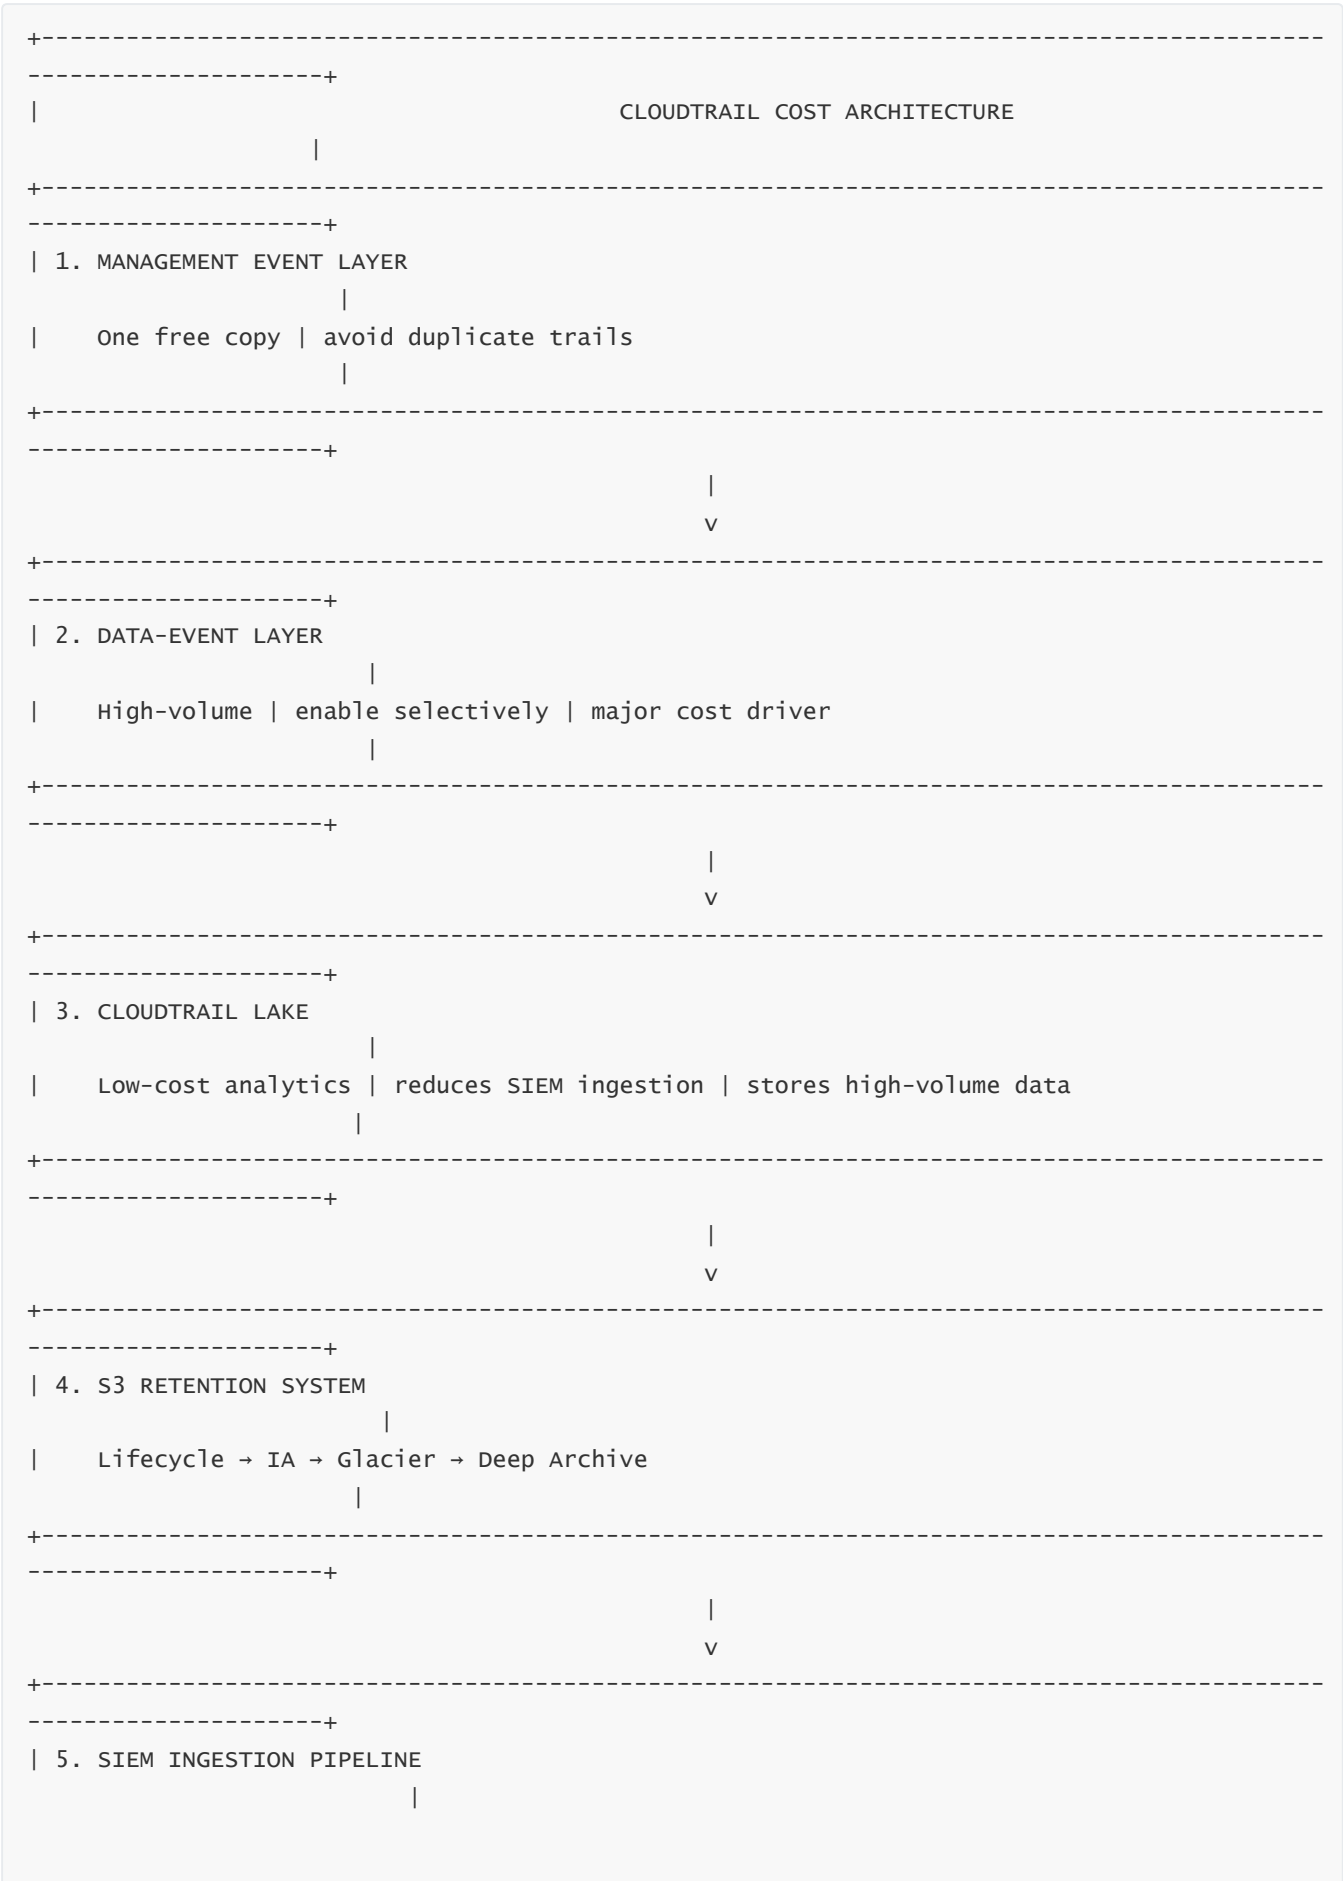 +-------------------------------------------------------------------------------------------
---------------------+
|                                         CLOUDTRAIL COST ARCHITECTURE
                    |
+-------------------------------------------------------------------------------------------
---------------------+
| 1. MANAGEMENT EVENT LAYER
                      |
|    One free copy | avoid duplicate trails
                      |
+-------------------------------------------------------------------------------------------
---------------------+
                                                |
                                                v
+-------------------------------------------------------------------------------------------
---------------------+
| 2. DATA-EVENT LAYER
                        |
|    High-volume | enable selectively | major cost driver
                        |
+-------------------------------------------------------------------------------------------
---------------------+
                                                |
                                                v
+-------------------------------------------------------------------------------------------
---------------------+
| 3. CLOUDTRAIL LAKE
                        |
|    Low-cost analytics | reduces SIEM ingestion | stores high-volume data
                       |
+-------------------------------------------------------------------------------------------
---------------------+
                                                |
                                                v
+-------------------------------------------------------------------------------------------
---------------------+
| 4. S3 RETENTION SYSTEM
                         |
|    Lifecycle → IA → Glacier → Deep Archive
                       |
+-------------------------------------------------------------------------------------------
---------------------+
                                                |
                                                v
+-------------------------------------------------------------------------------------------
---------------------+
| 5. SIEM INGESTION PIPELINE
                           |